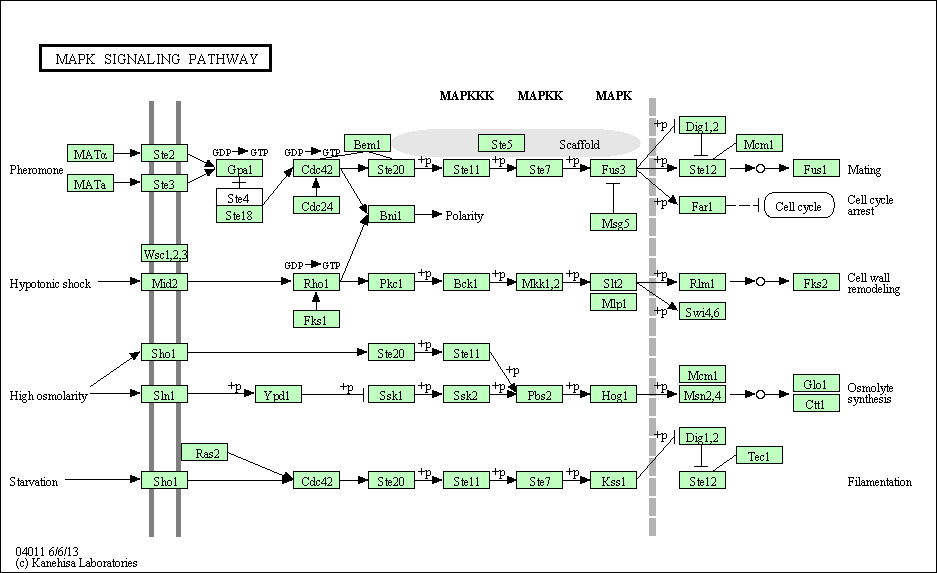 MAPK SIGNALING PATHWAY
MAPKKK MAPKK MAPK
Pheromone
MATα
MATa
Ste2
Ste3
GDP GTP
Gpa1
Ste4
Ste18
GDP GTP
Cdc42
Cdc24
Bem1
Ste20
+p
Ste11
+p
Ste5
Scaffold
Ste7
+p
Fus3
Msg5
+p
Dig1,2
+p
Ste12
Mcm1
Fus1
Mating
+p
Far1
Cell cycle
Cell cycle
arrest
Bni1
Polarity
Hypotonic shock
Wsc1,2,3
Mid2
GDP GTP
Rho1
Fks1
Pkc1
+p
Bck1
+p
Mkk1,2
+p
Slt2
Mlp1
+p
Rlm1
+p
Swi4,6
Fks2
Cell wall
remodeling
High osmolarity
Sho1
Ste20
+p
Ste11
+p
Sln1
+p
Ypd1
+p
Ssk1
+p
Ssk2
+p
Pbs2
+p
Hog1
+p
Mcm1
Msn2,4
Glo1
Ctt1
Osmolyte
synthesis
Starvation
Sho1
Ras2
Cdc42
Ste20
+p
Ste11
+p
Ste7
+p
Kss1
+p
Dig1,2
Ste12
Tec1
Filamentation
04011 6/6/13
(c) Kanehisa Laboratories